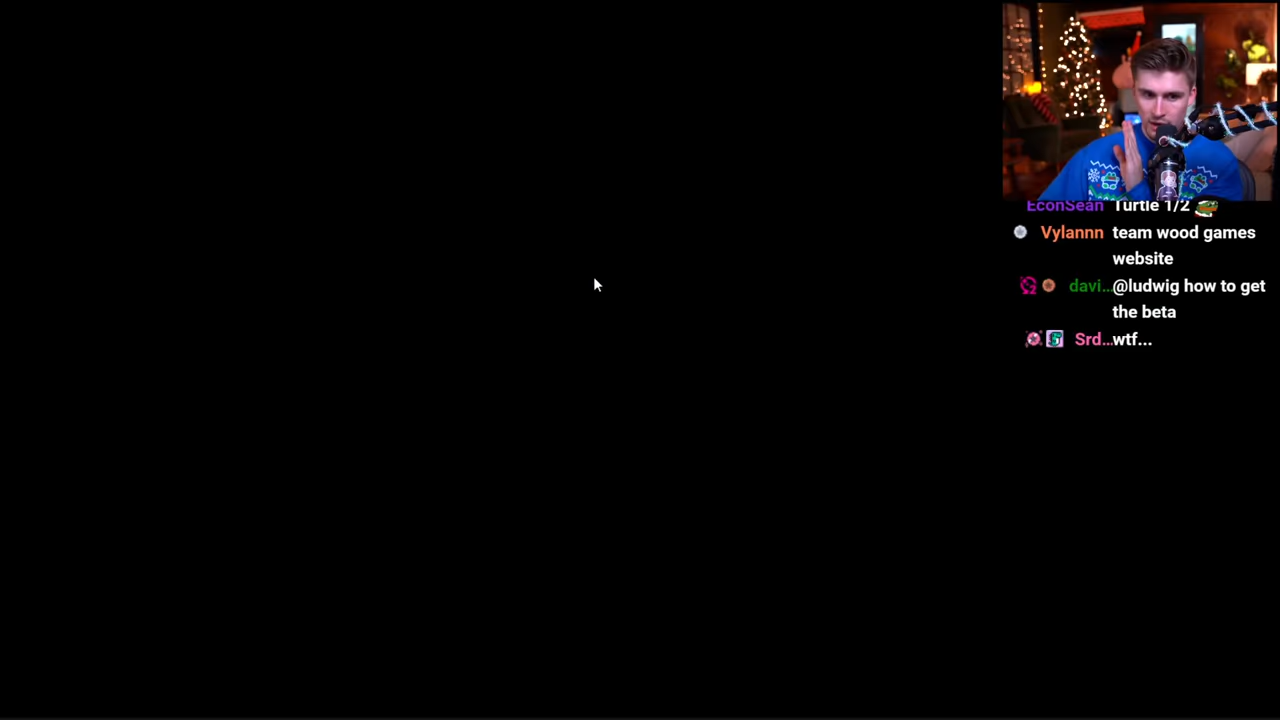 EconSean Turtle 1/2
Vylannn team wood games
website
davi...@ludwig how to get
the beta
Srd...wtf...